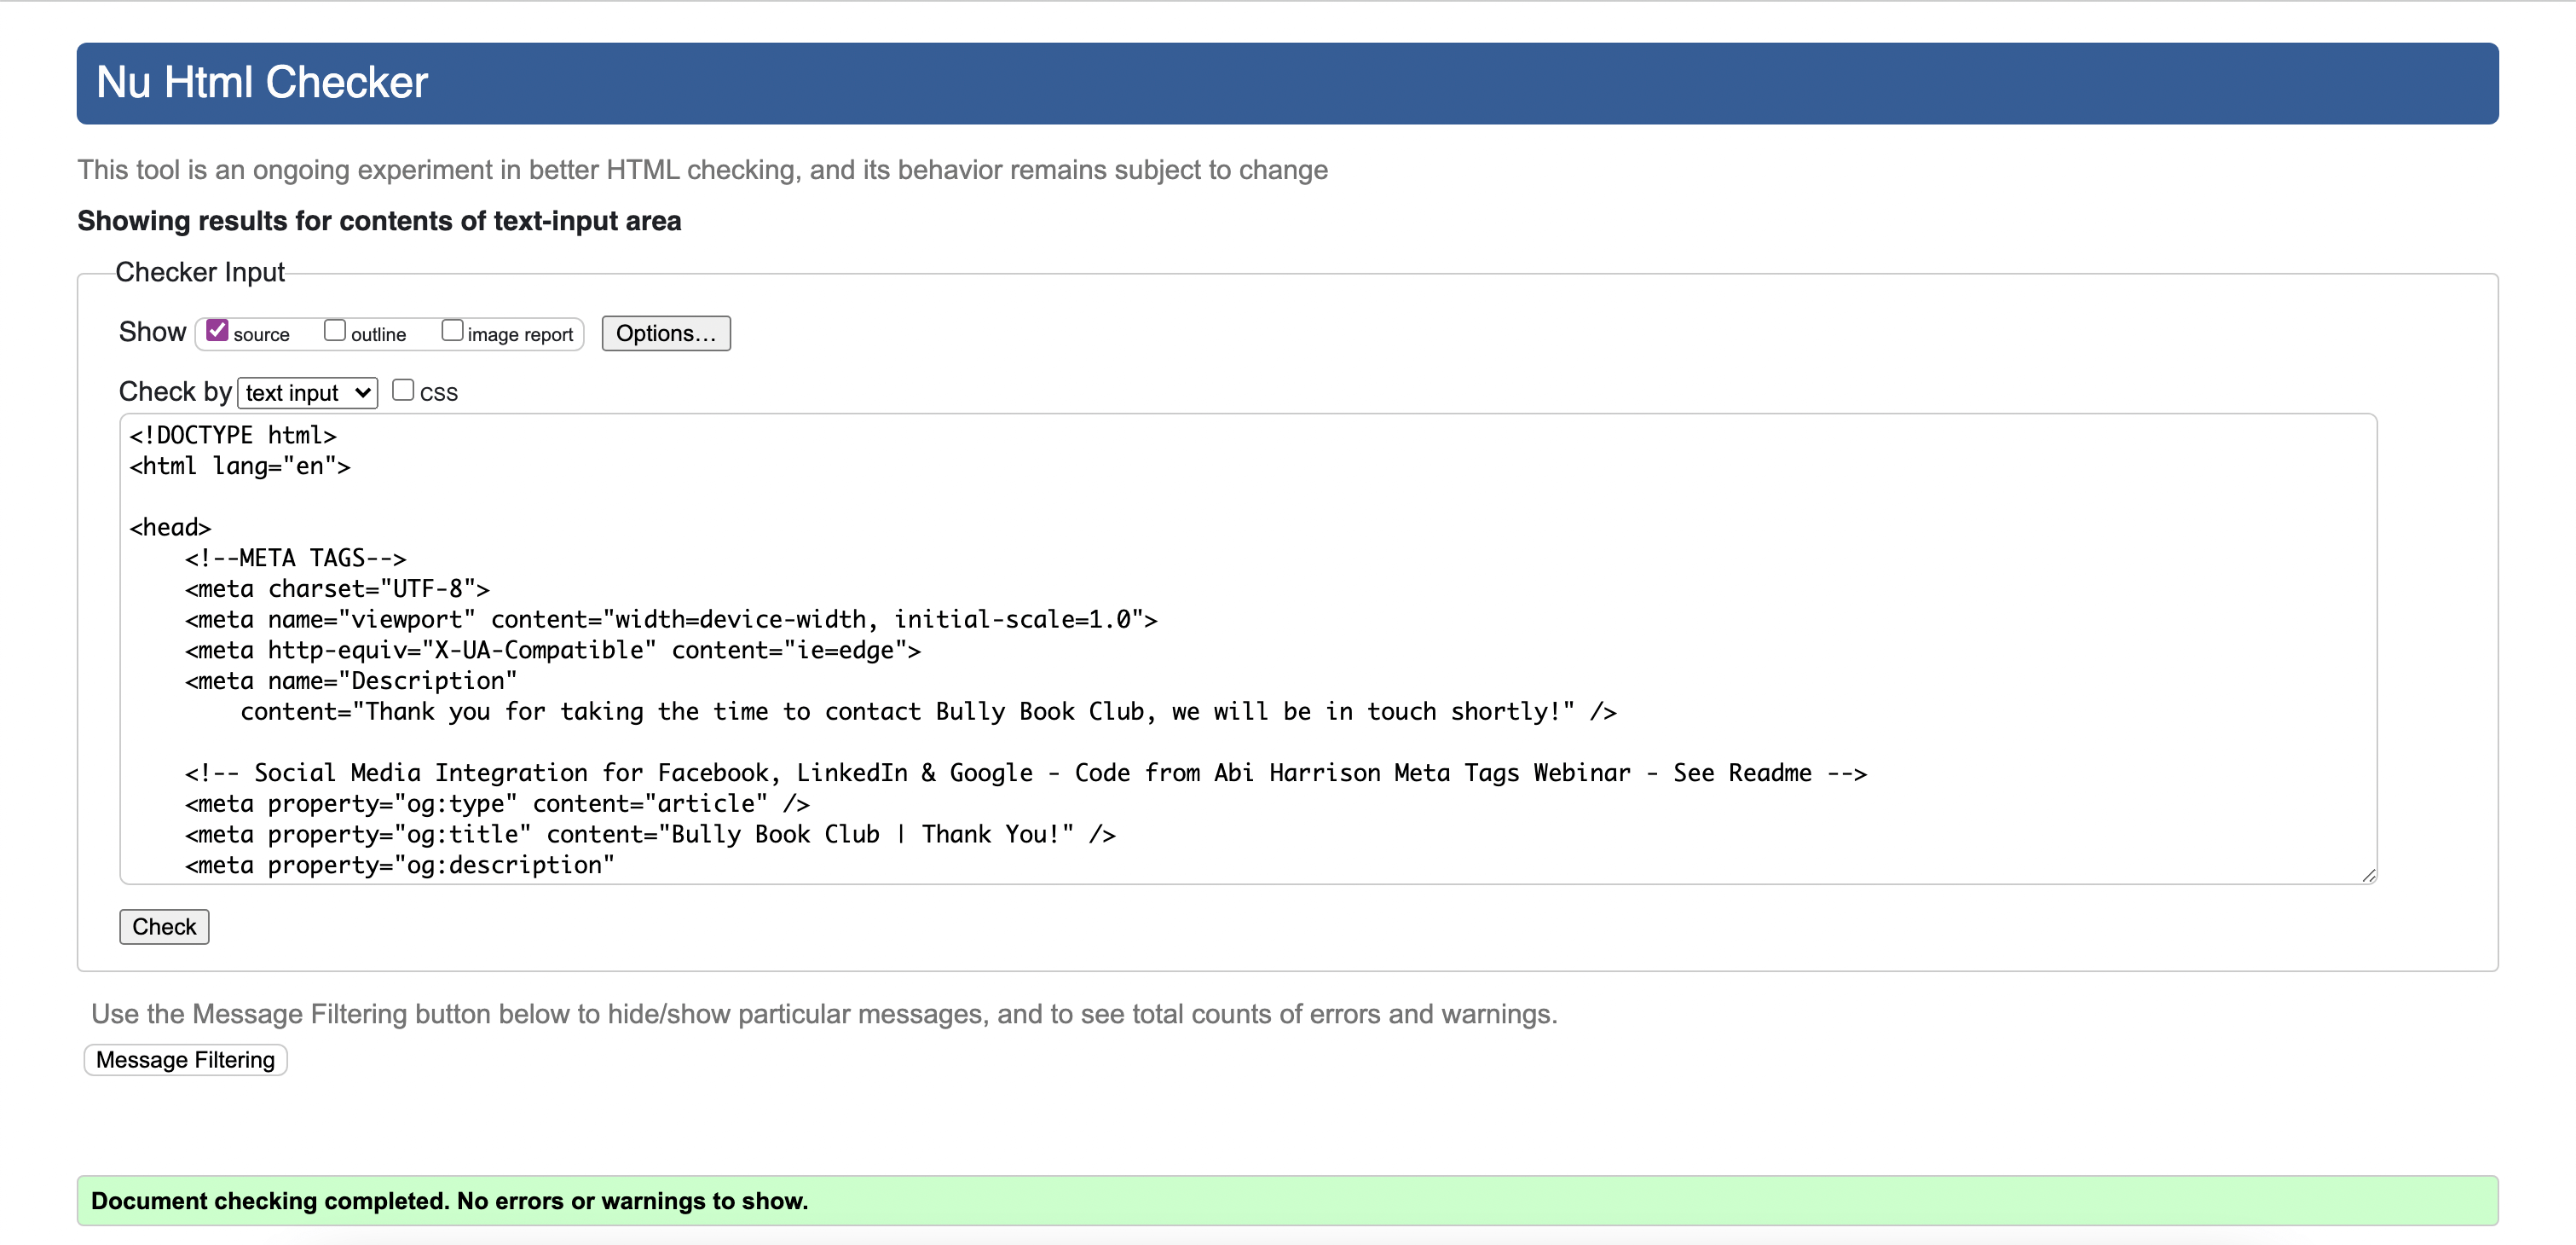 Nu Html Checker
This tool is an ongoing experiment in better HTML checking, and its behavior remains subject to change
Showing results for contents of text-input area
Checker Input
Show source outline image report Options...
Check by text input CSS
<!DOCTYPE html>
<html lang="en">
<head>
    <!--META TAGS-->
    <meta charset="UTF-8">
    <meta name="viewport" content="width=device-width, initial-scale=1.0">
    <meta http-equiv="X-UA-Compatible" content="ie=edge">
    <meta name="Description"
        content="Thank you for taking the time to contact Bully Book Club, we will be in touch shortly!" />
    <!-- Social Media Integration for Facebook, LinkedIn & Google - Code from Abi Harrison Meta Tags Webinar - See Readme -->
    <meta property="og:type" content="article" />
    <meta property="og:title" content="Bully Book Club | Thank You!" />
    <meta property="og:description"
Check
Use the Message Filtering button below to hide/show particular messages, and to see total counts of errors and warnings.
Message Filtering
Document checking completed. No errors or warnings to show.